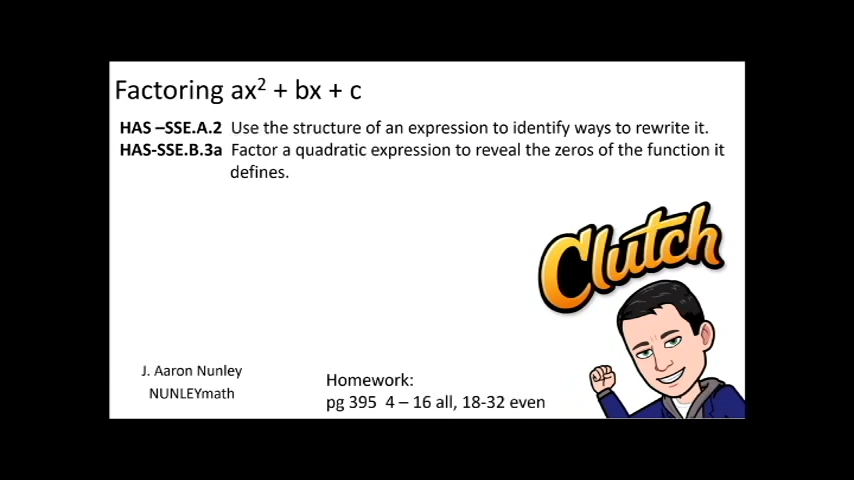 Factoring ax² + bx + c
HAS –SSE.A.2 Use the structure of an expression to identify ways to rewrite it.
HAS-SSE.B.3a Factor a quadratic expression to reveal the zeros of the function it
defines.
Clutch
J. Aaron Nunley
NUNLEYmath
Homework:
pg 395 4 – 16 all, 18-32 even